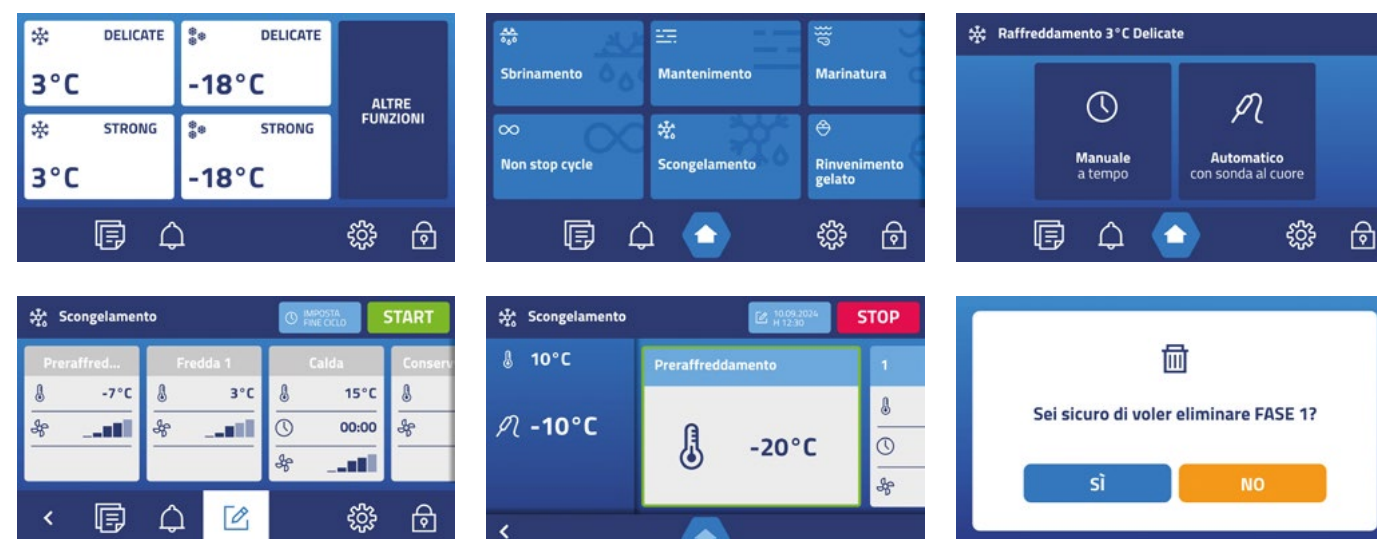 DELICATE
3°C
DELICATE
-18°C
STRONG
3°C
STRONG
-18°C
ALTRE
FUNZIONI
Sbrinamento
Mantenimento
Marinatura
Non stop cycle
Scongelamento
Rinvenimento
gelato
Raffreddamento 3°C Delicate
Manuale
a tempo
Automatico
con sonda al cuore
Scongelamento
IMPOSTA
FINE CICLO
START
Preraffred...
Fredda 1
Calda
Conserv
-7°C
3°C
15°C
00:00
Scongelamento
10.09.2024
H 12:30
STOP
10°C
-10°C
Preraffreddamento
-20°C
1
Sei sicuro di voler eliminare FASE 1?
SÌ
NO